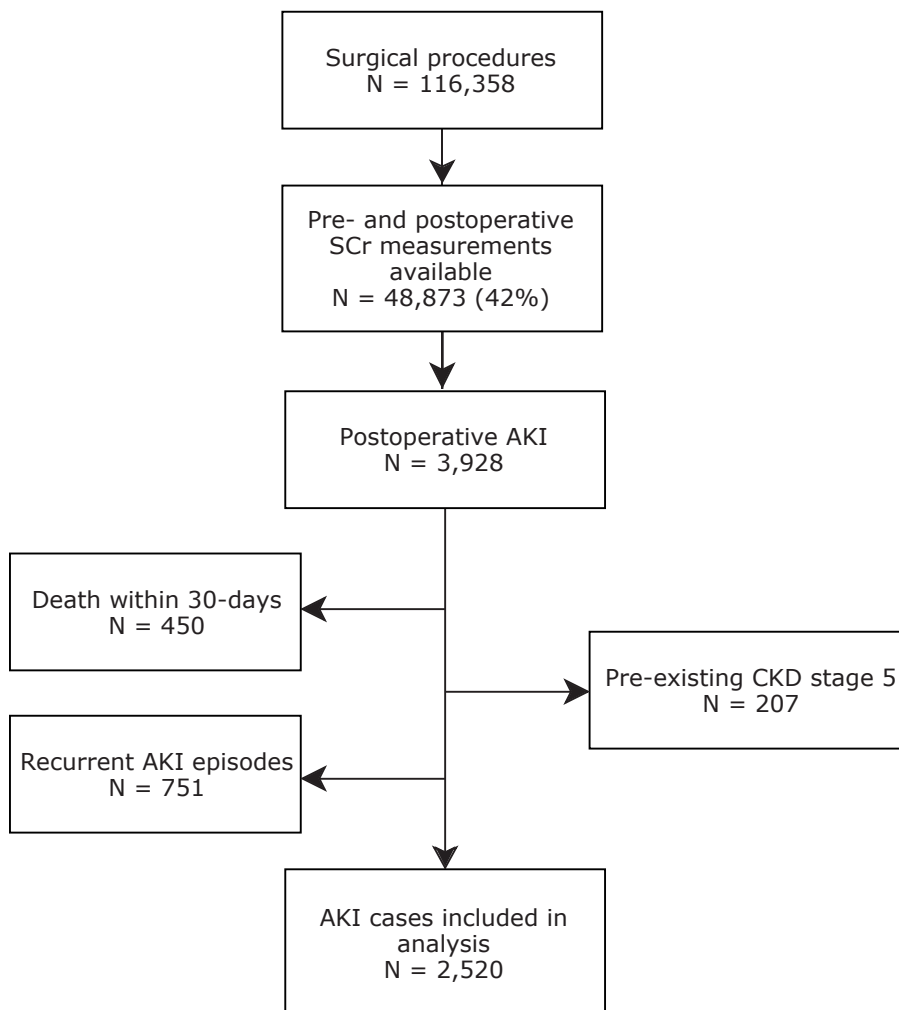 Surgical procedures
N = 116,358
Pre- and postoperative
SCr measurements
available
N = 48,873 (42%)
Postoperative AKI
N = 3,928
Death within 30-days
N = 450
Pre-existing CKD stage 5
N = 207
Recurrent AKI episodes
N = 751
AKI cases included in
analysis
N = 2,520